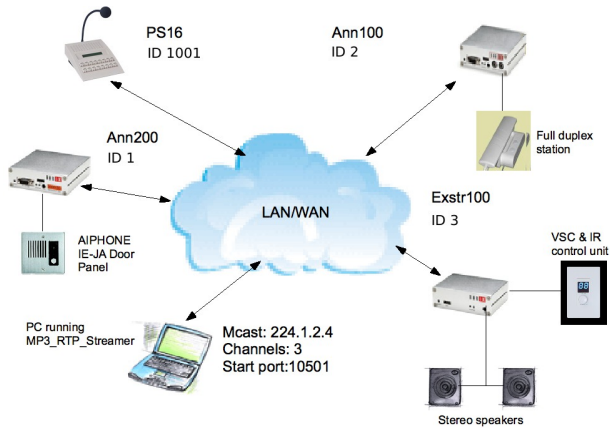 PS16
ID 1001
Ann100
ID 2
Full duplex
station
Ann200
ID 1
AIPHONE
IE-JA Door
Panel
LAN/WAN
Exstr100
ID 3
VSC & IR
control unit
88
PC running
MP3_RTP_Streamer
Mcast: 224.1.2.4
Channels: 3
Start port:10501
Stereo speakers